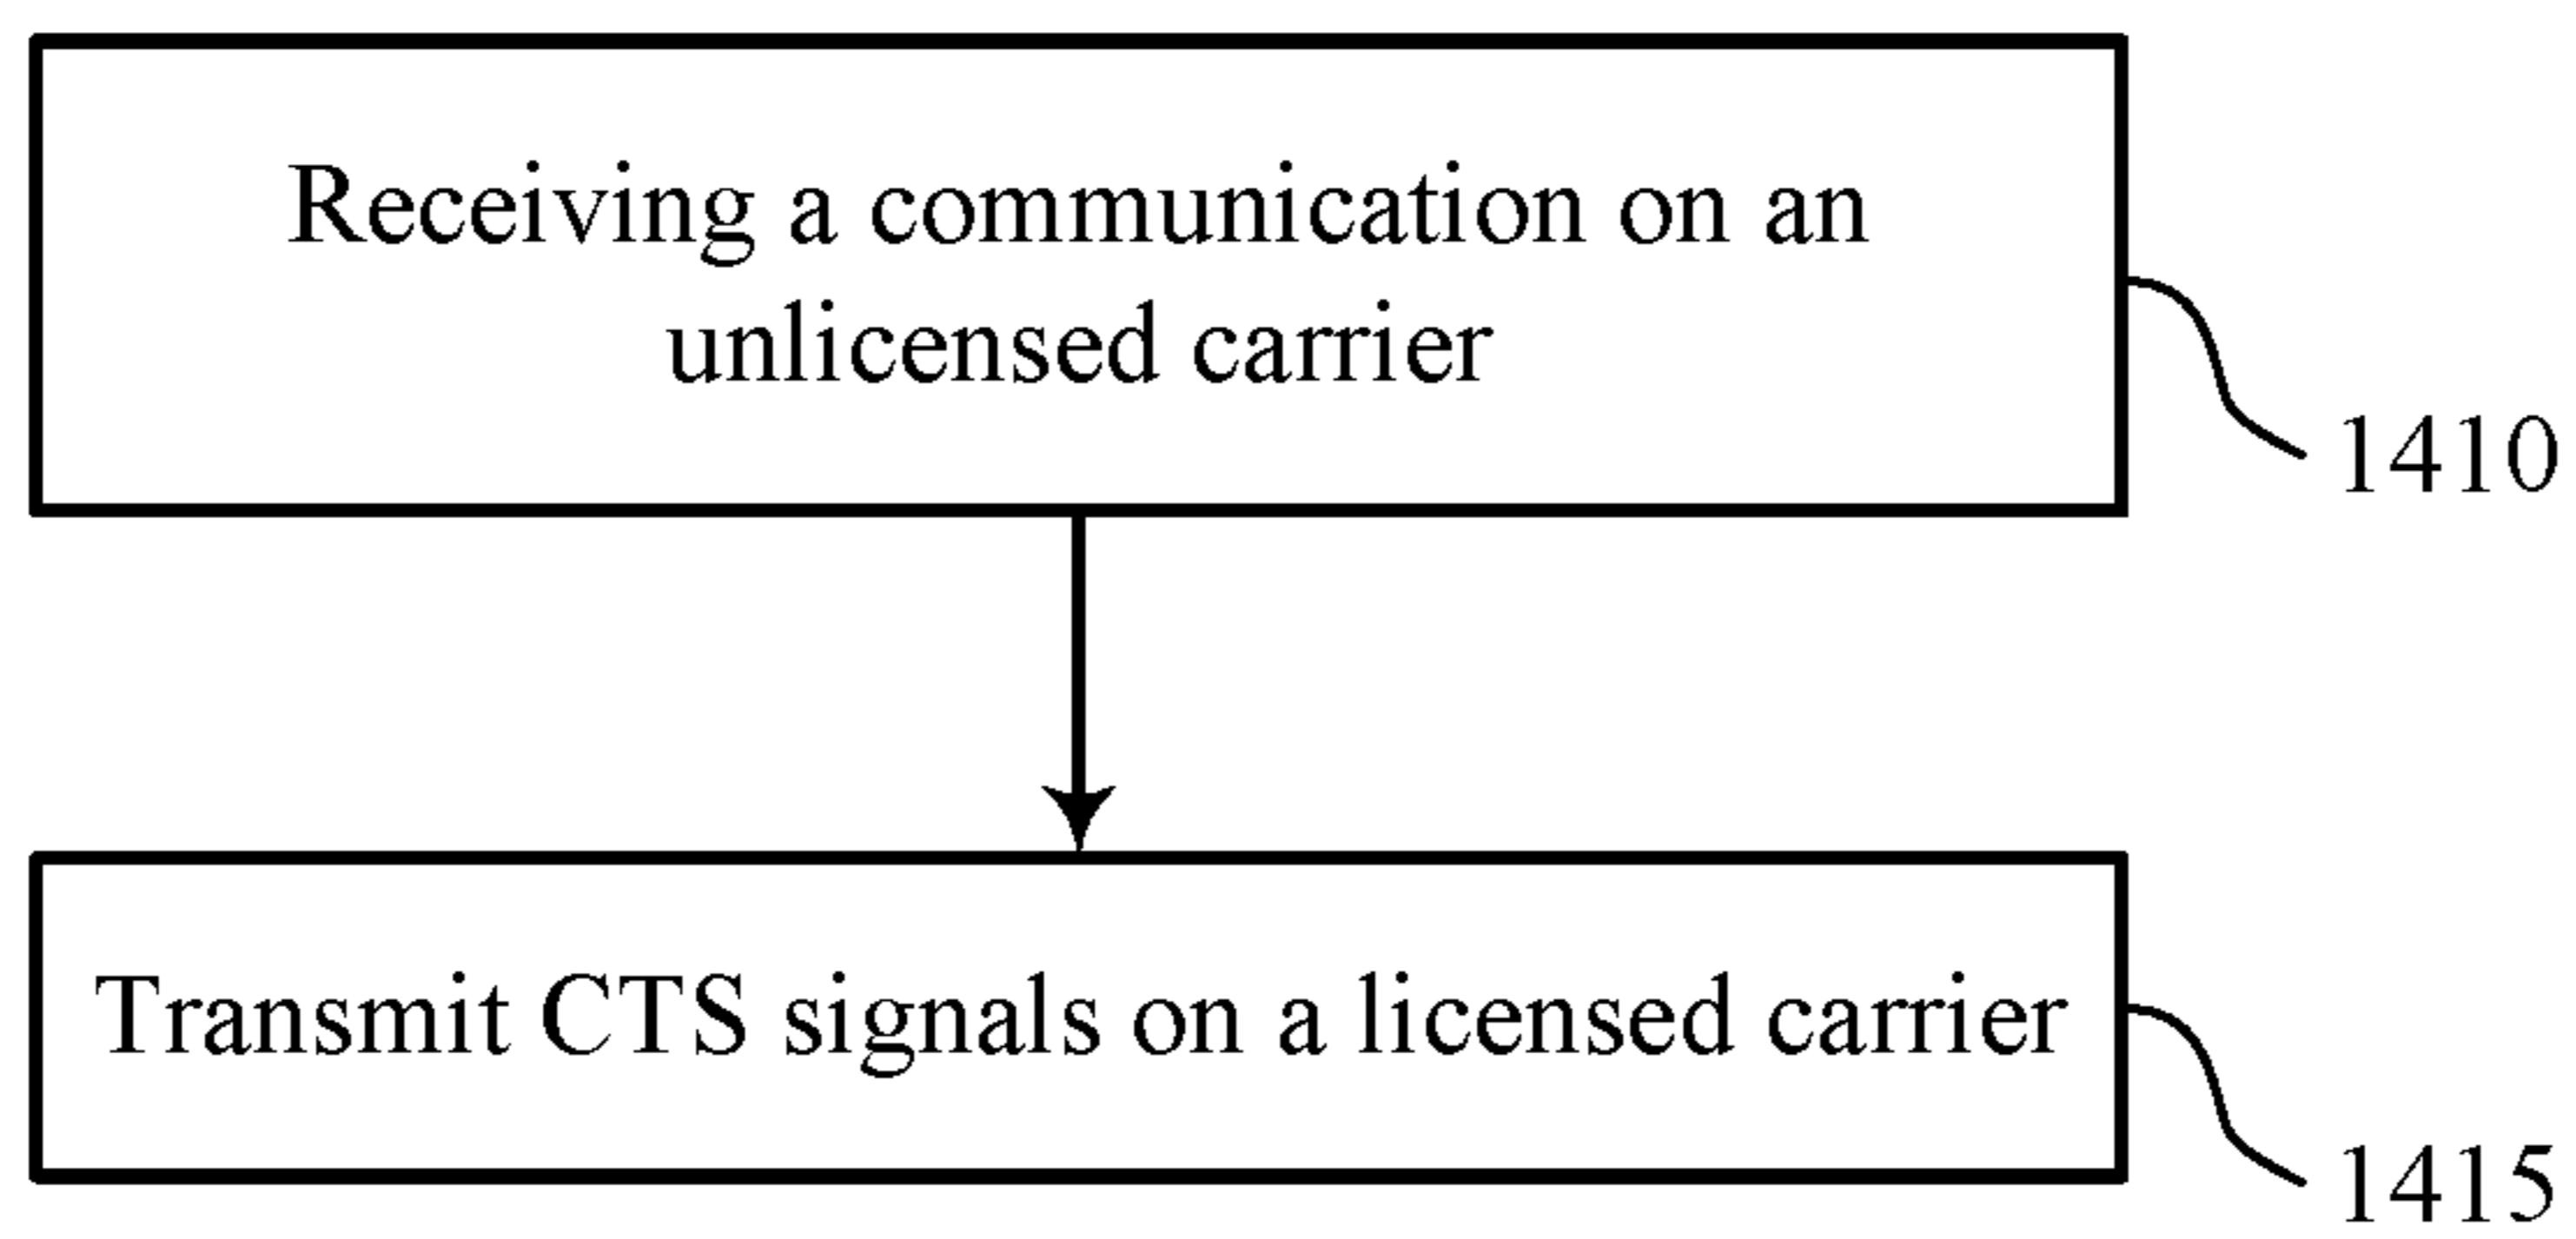 Receiving a communication on an
unlicensed carrier
1410
Transmit CTS signals on a licensed carrier
1415